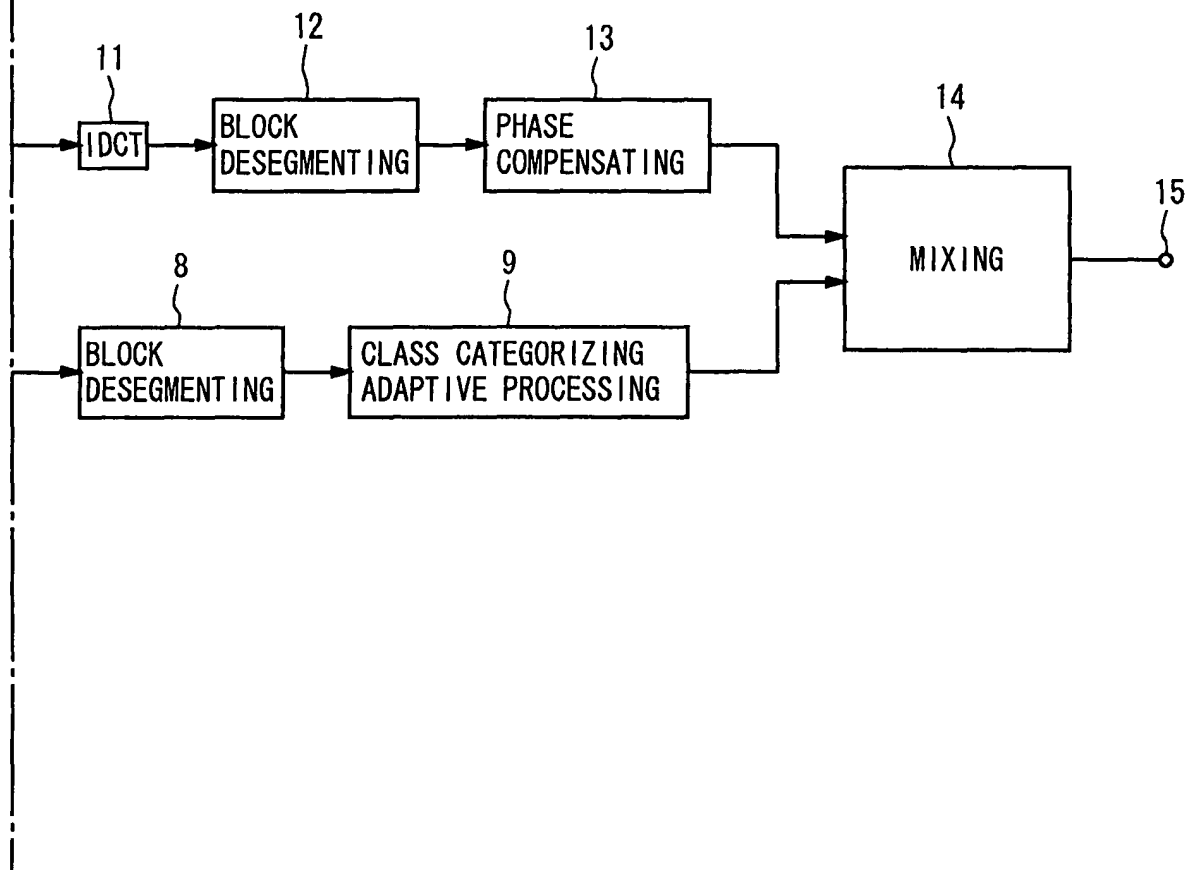 11
12
13
14
15
IDCT
BLOCK
DESEGMENTING
PHASE
COMPENSATING
MIXING
8
9
BLOCK
DESEGMENTING
CLASS CATEGORIZING
ADAPTIVE PROCESSING